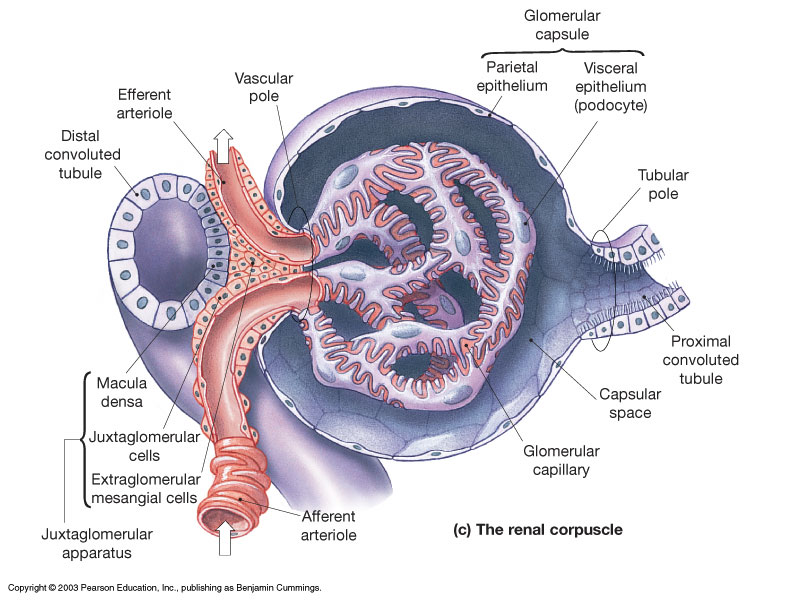 Glomerular
capsule
Parietal
epithelium
Visceral
epithelium
(podocyte)
Vascular
pole
Efferent
arteriole
Distal
convoluted
tubule
Tubular
pole
Proximal
convoluted
tubule
Macula
densa
Capsular
space
Juxtaglomerular
cells
Glomerular
capillary
Extraglomerular
mesangial cells
Afferent
arteriole
(c) The renal corpuscle
Juxtaglomerular
apparatus
Copyright © 2003 Pearson Education, Inc., publishing as Benjamin Cummings.